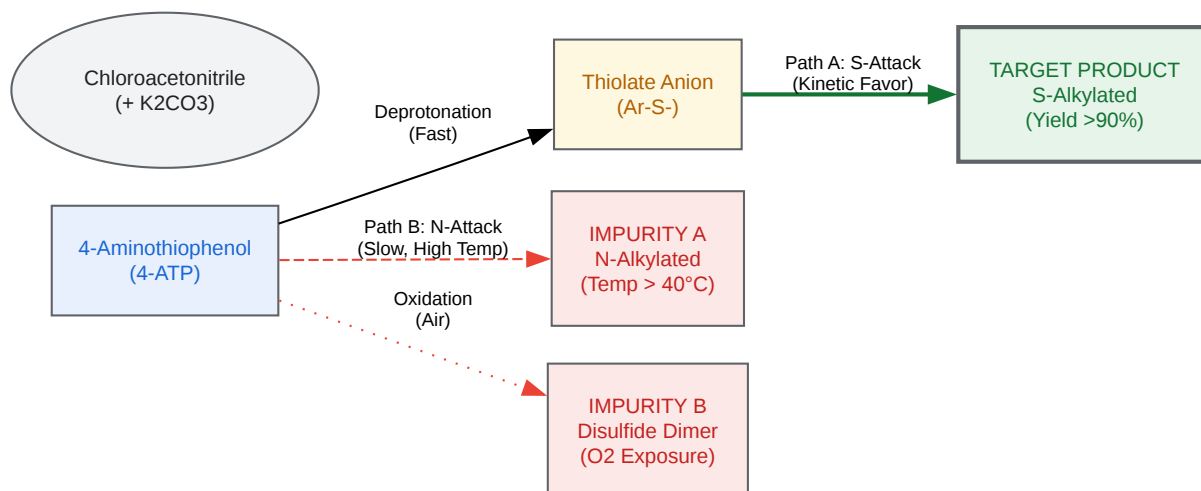 Chloroacetonitrile
(+ K2CO3)
Deprotonation
(Fast)
Thiolate Anion
(Ar-S-)
Path A: S-Attack
(Kinetic Favor)
TARGET PRODUCT
S-Alkylated
(Yield >90%)
4-Aminothiophenol
(4-ATP)
Path B: N-Attack
(Slow, High Temp)
IMPURITY A
N-Alkylated
(Temp > 40°C)
Oxidation
(Air)
IMPURITY B
Disulfide Dimer
(O2 Exposure)